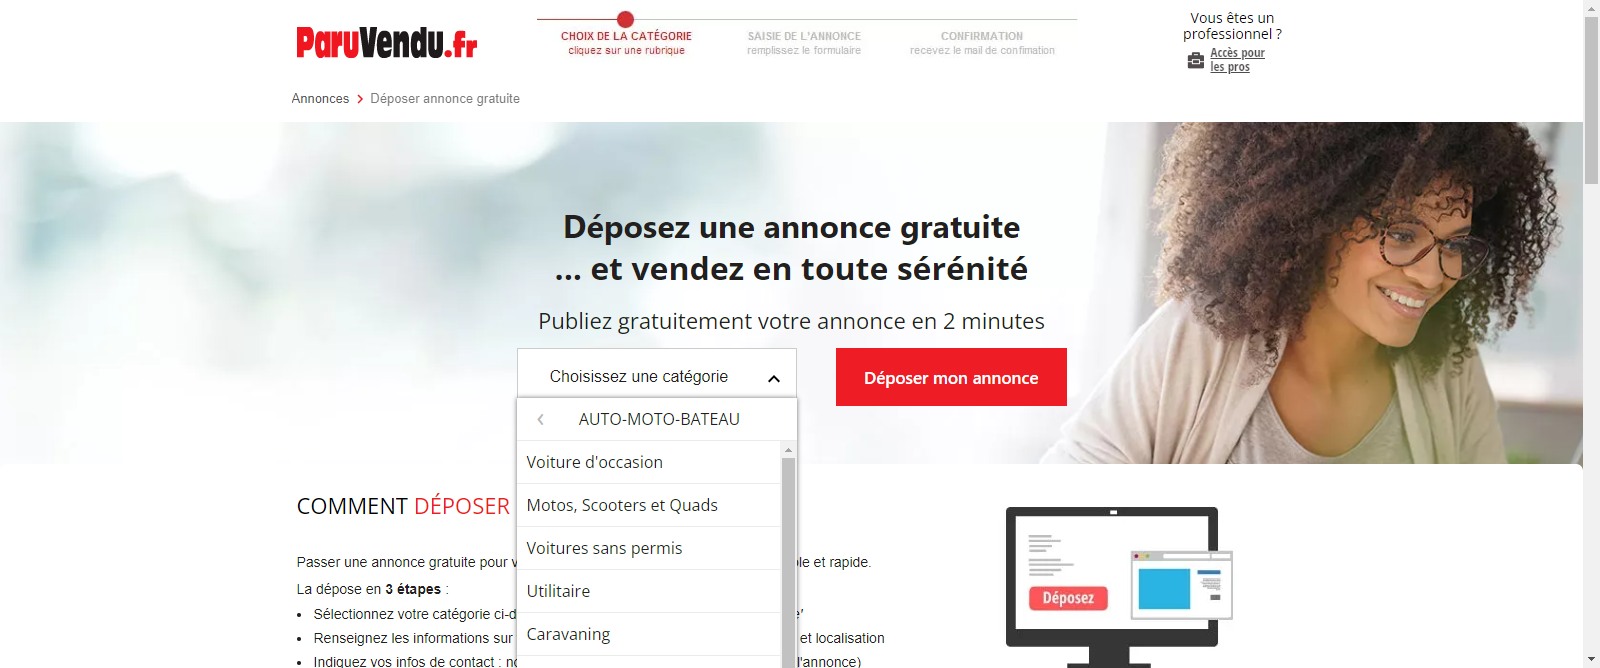 ParuVendu.fr
CHOIX DE LA CATÉGORIE
cliquez sur une rubrique
SAISIE DE L'ANNONCE
remplissez le formulaire
CONFIRMATION
recevez le mail de confimation
Vous êtes un
professionnel ?
Accès pour
les pros
Annonces > Déposer annonce gratuite
Déposez une annonce gratuite
... et vendez en toute sérénité
Publiez gratuitement votre annonce en 2 minutes
Choisissez une catégorie
Déposer mon annonce
AUTO-MOTO-BATEAU
Voiture d'occasion
Motos, Scooters et Quads
Voitures sans permis
Utilitaire
Caravaning
COMMENT DÉPOSER
Passer une annonce gratuite pour v
le et rapide.
La dépose en 3 étapes :
• Sélectionnez votre catégorie ci-d
e'
• Renseignez les informations sur
et localisation
• Indiquez vos infos de contact : no
l'annonce)
Déposez